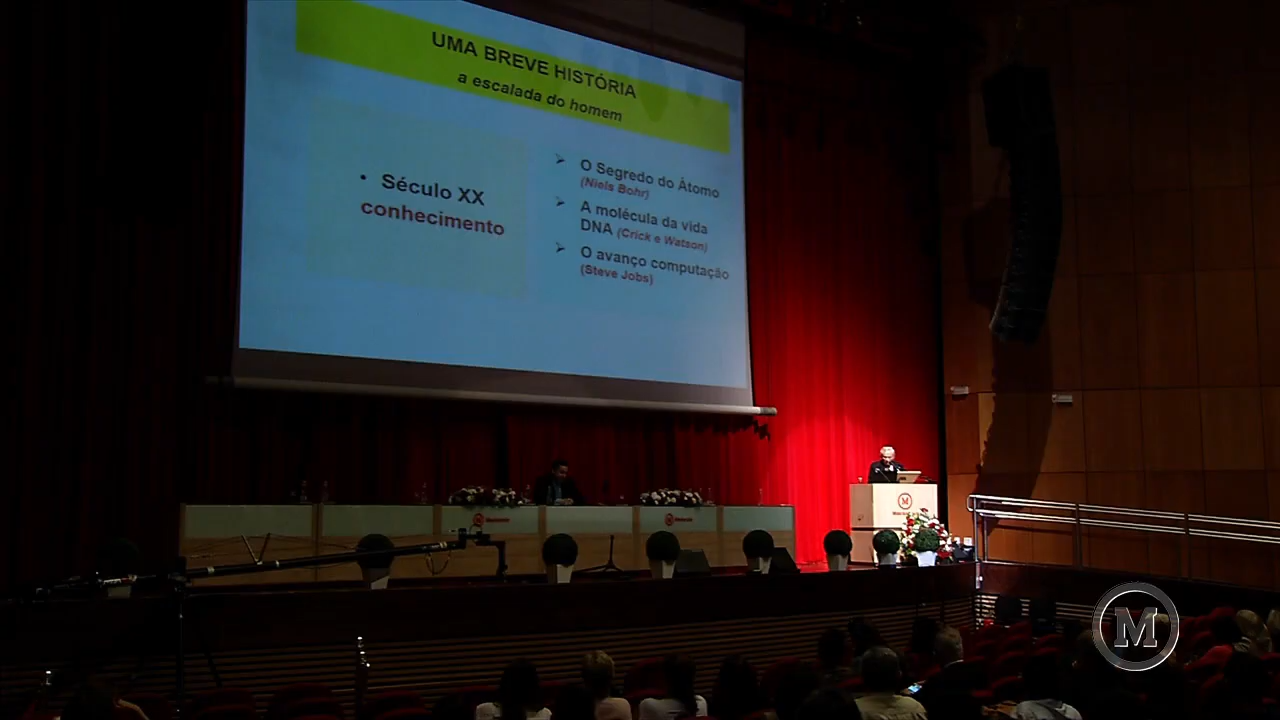 UMA BREVE HISTÓRIA
a escalada do homem
• Século XX
conhecimento
➢ O Segredo do Átomo
(Niels Bohr)
➢ A molécula da vida
DNA (Crick e Watson)
➢ O avanço computação
(Steve Jobs)
M
M